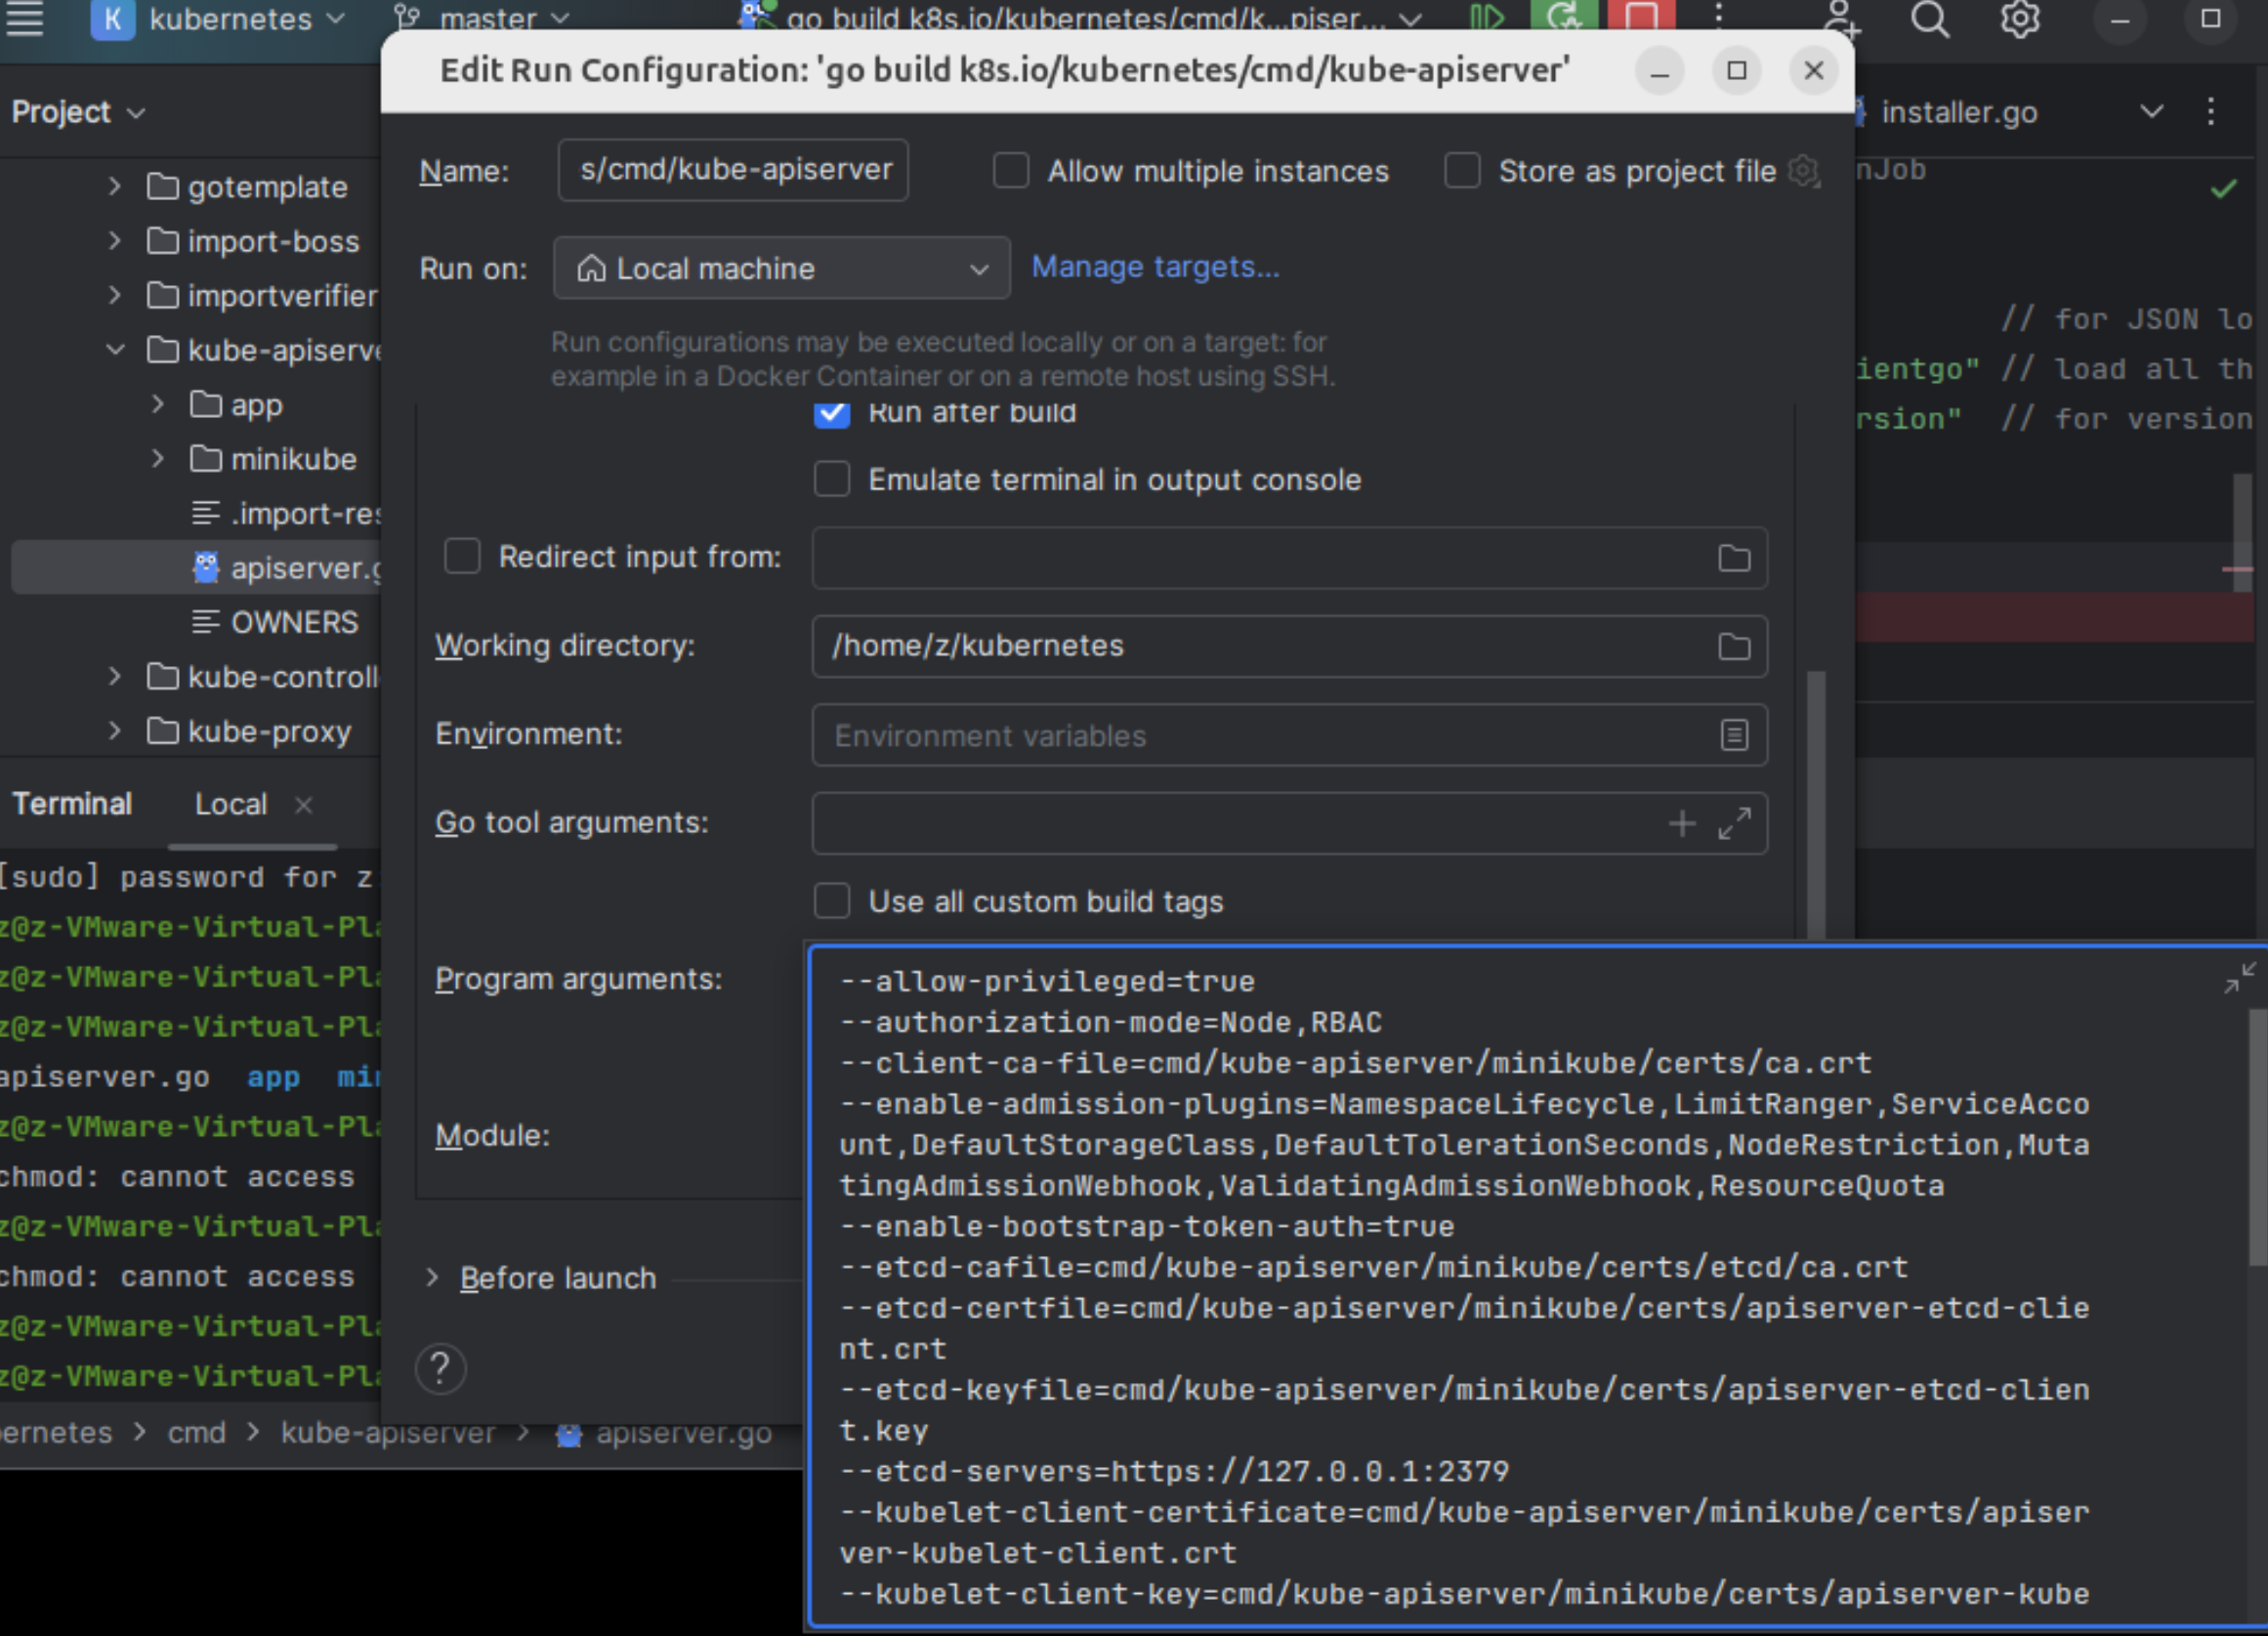 K kubernetes master go build k8s.io/kubernetes/cmd/k...piser...
Edit Run Configuration: 'go build k8s.io/kubernetes/cmd/kube-apiserver'
Project
installer.go
Name: s/cmd/kube-apiserver Allow multiple instances Store as project file
nJob
gotemplate
import-boss
Run on: Local machine Manage targets...
importverifier
Run configurations may be executed locally or on a target: for
example in a Docker Container or on a remote host using SSH.
// for JSON lo
ientgo" // load all th
rsion" // for version
kube-apiserve
app
Run after build
minikube
Emulate terminal in output console
.import-res
Redirect input from:
apiserver.g
OWNERS
Working directory: /home/z/kubernetes
kube-controll
kube-proxy
Environment: Environment variables
Terminal Local
Go tool arguments:
[sudo] password for z
Use all custom build tags
z@z-VMware-Virtual-Pla
z@z-VMware-Virtual-Pla
z@z-VMware-Virtual-Pla
apiserver.go app min
z@z-VMware-Virtual-Pla
chmod: cannot access
z@z-VMware-Virtual-Pla
chmod: cannot access
z@z-VMware-Virtual-Pla
z@z-VMware-Virtual-Pla
Program arguments:
--allow-privileged=true
--authorization-mode=Node,RBAC
--client-ca-file=cmd/kube-apiserver/minikube/certs/ca.crt
--enable-admission-plugins=NamespaceLifecycle,LimitRanger,ServiceAcco
unt,DefaultStorageClass,DefaultTolerationSeconds,NodeRestriction,Muta
tingAdmissionWebhook,ValidatingAdmissionWebhook,ResourceQuota
--enable-bootstrap-token-auth=true
--etcd-cafile=cmd/kube-apiserver/minikube/certs/etcd/ca.crt
--etcd-certfile=cmd/kube-apiserver/minikube/certs/apiserver-etcd-clie
nt.crt
--etcd-keyfile=cmd/kube-apiserver/minikube/certs/apiserver-etcd-clien
t.key
--etcd-servers=https://127.0.0.1:2379
--kubelet-client-certificate=cmd/kube-apiserver/minikube/certs/apiser
ver-kubelet-client.crt
--kubelet-client-key=cmd/kube-apiserver/minikube/certs/apiserver-kube
Module:
Before launch
?
ernetes > cmd > kube-apiserver > apiserver.go